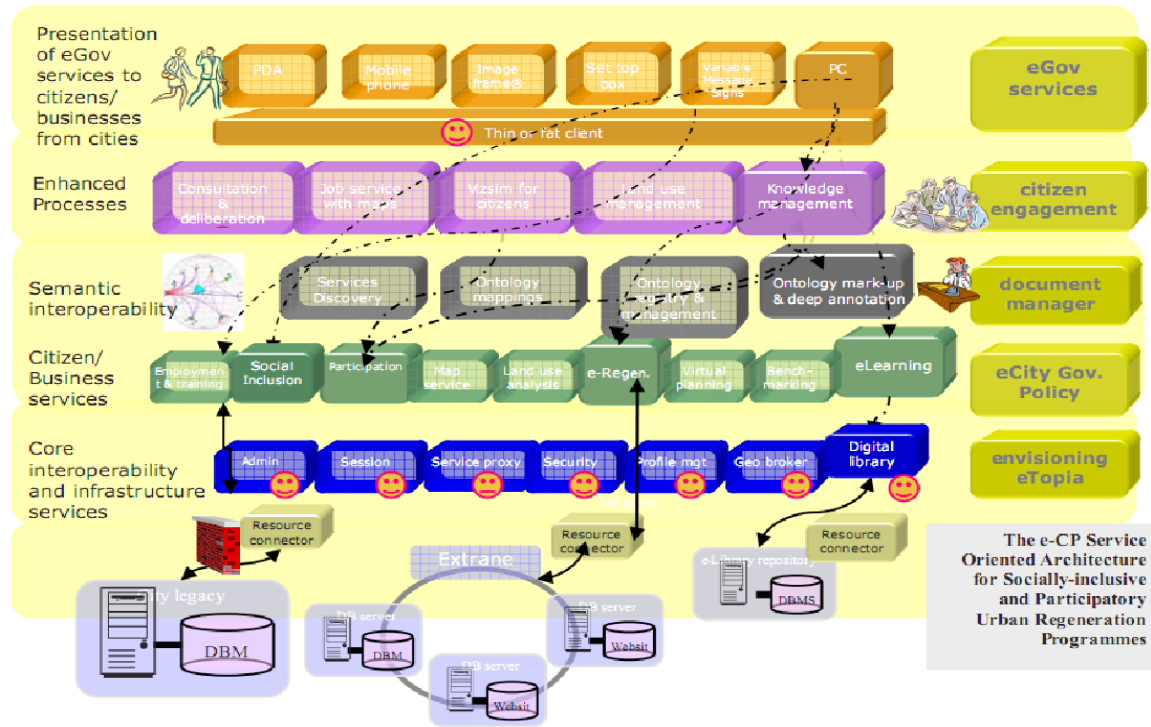 Presentation
of eGov
services to
citizens/
businesses
from cities
PDA
Mobile
phone
Image
frame®
Set top
box
Variable
Message
Signs
PC
eGov
services
Thin or fat client
Enhanced
Processes
Consultation
&
deliberation
Job service
with maps
Vizsim for
citizens
Land use
management
Knowledge
management
citizen
engagement
Semantic
interoperability
Services
Discovery
Ontology
mappings
Ontology
registry &
management
Ontology mark-up
& deep annotation
document
manager
Citizen/
Business
services
Employmen
t & training
Social
Inclusion
Participation
Map
service
Land use
analysis
e-Regen.
Virtual
planning
Bench-
marking
eLearning
eCity Gov.
Policy
Core
interoperability
and infrastructure
services
Admin
Session
Service proxy
Security
Profile mgt
Geo broker
Digital
library
envisioning
eTopia
DB server
Resource
connector
Resource
connector
Resource
connector
Extrane
e-Library repository
City legacy
DB server
DB server
DB server
DBM
DBM
Websit
Websit
DBMS
The e-CP Service
Oriented Architecture
for Socially-inclusive
and Participatory
Urban Regeneration
Programmes